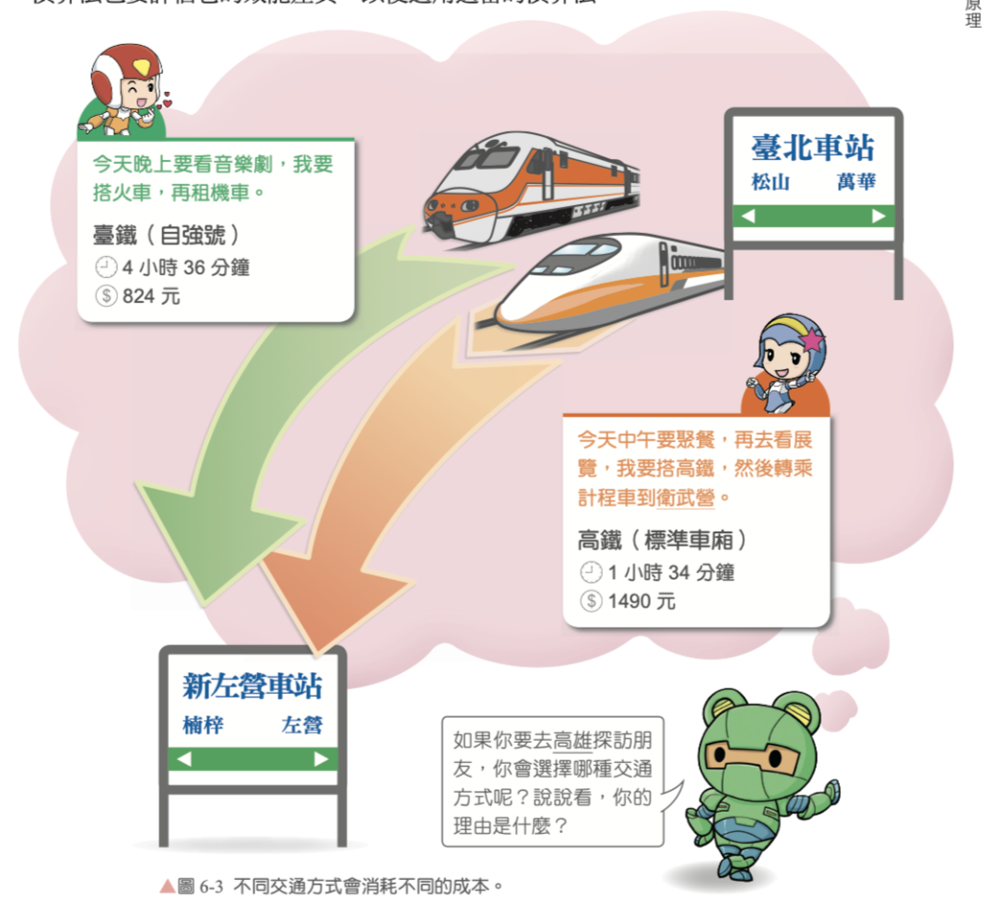 原
理
今天晚上要看音樂劇,我要
搭火車,再租機車。
臺鐵(自強號)
4 小時 36 分鐘
$ 824 元
臺北車站
松山 萬華
今天中午要聚餐,再去看展
覽,我要搭高鐵,然後轉乘
計程車到衛武營。
高鐵(標準車廂)
1 小時 34 分鐘
$ 1490 元
新左營車站
楠梓 左營
如果你要去高雄探訪朋
友,你會選擇哪種交通
方式呢?說說看,你的
理由是什麼?
▲圖 6-3 不同交通方式會消耗不同的成本。